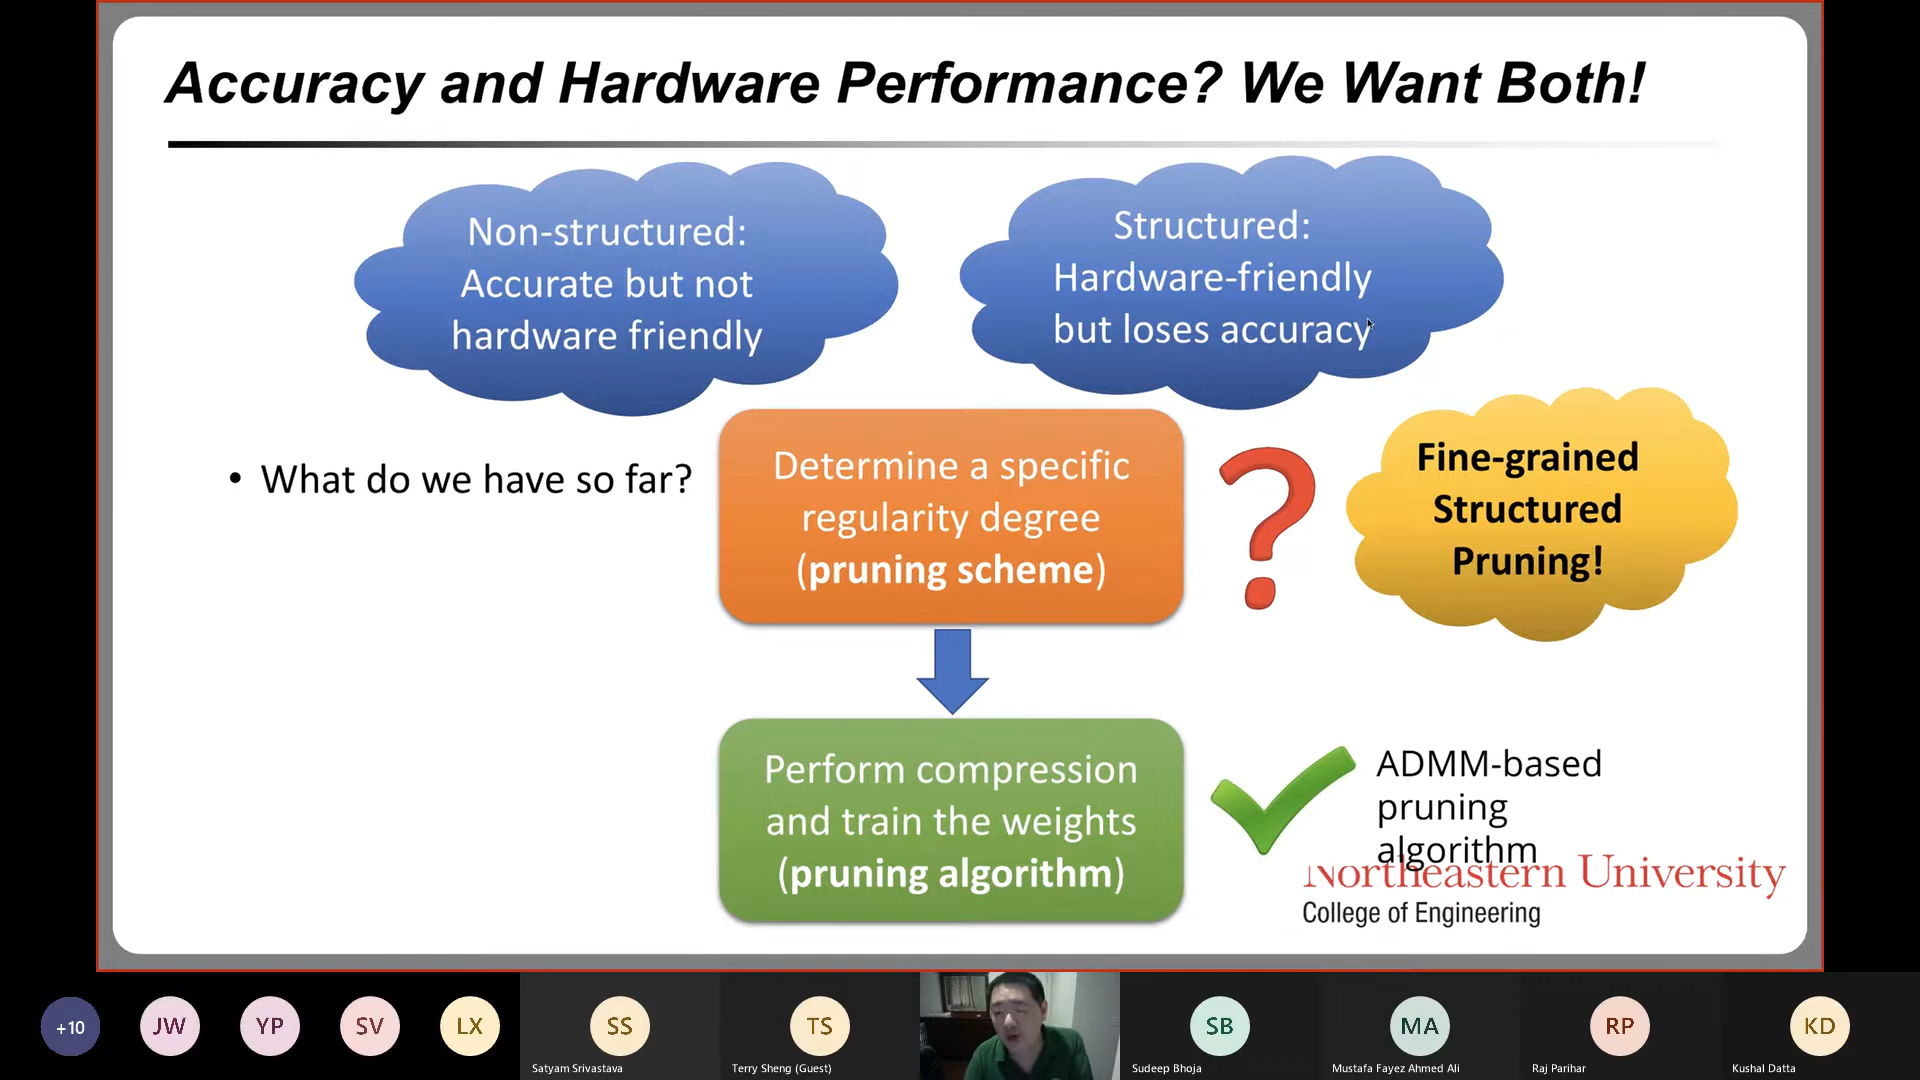 Accuracy and Hardware Performance? We Want Both!
Non-structured:
Accurate but not
hardware friendly
Structured:
Hardware-friendly
but loses accuracy
• What do we have so far?
Determine a specific
regularity degree
(pruning scheme)
Fine-grained
Structured
Pruning!
Perform compression
and train the weights
(pruning algorithm)
ADMM-based
pruning
algorithm
Northeastern University
College of Engineering
+10
JW
YP
SV
LX
SS
Satyam Srivastava
TS
Terry Sheng (Guest)
SB
Sudeep Bhoja
MA
Mustafa Fayez Ahmed Ali
RP
Raj Parihar
KD
Kushal Datta